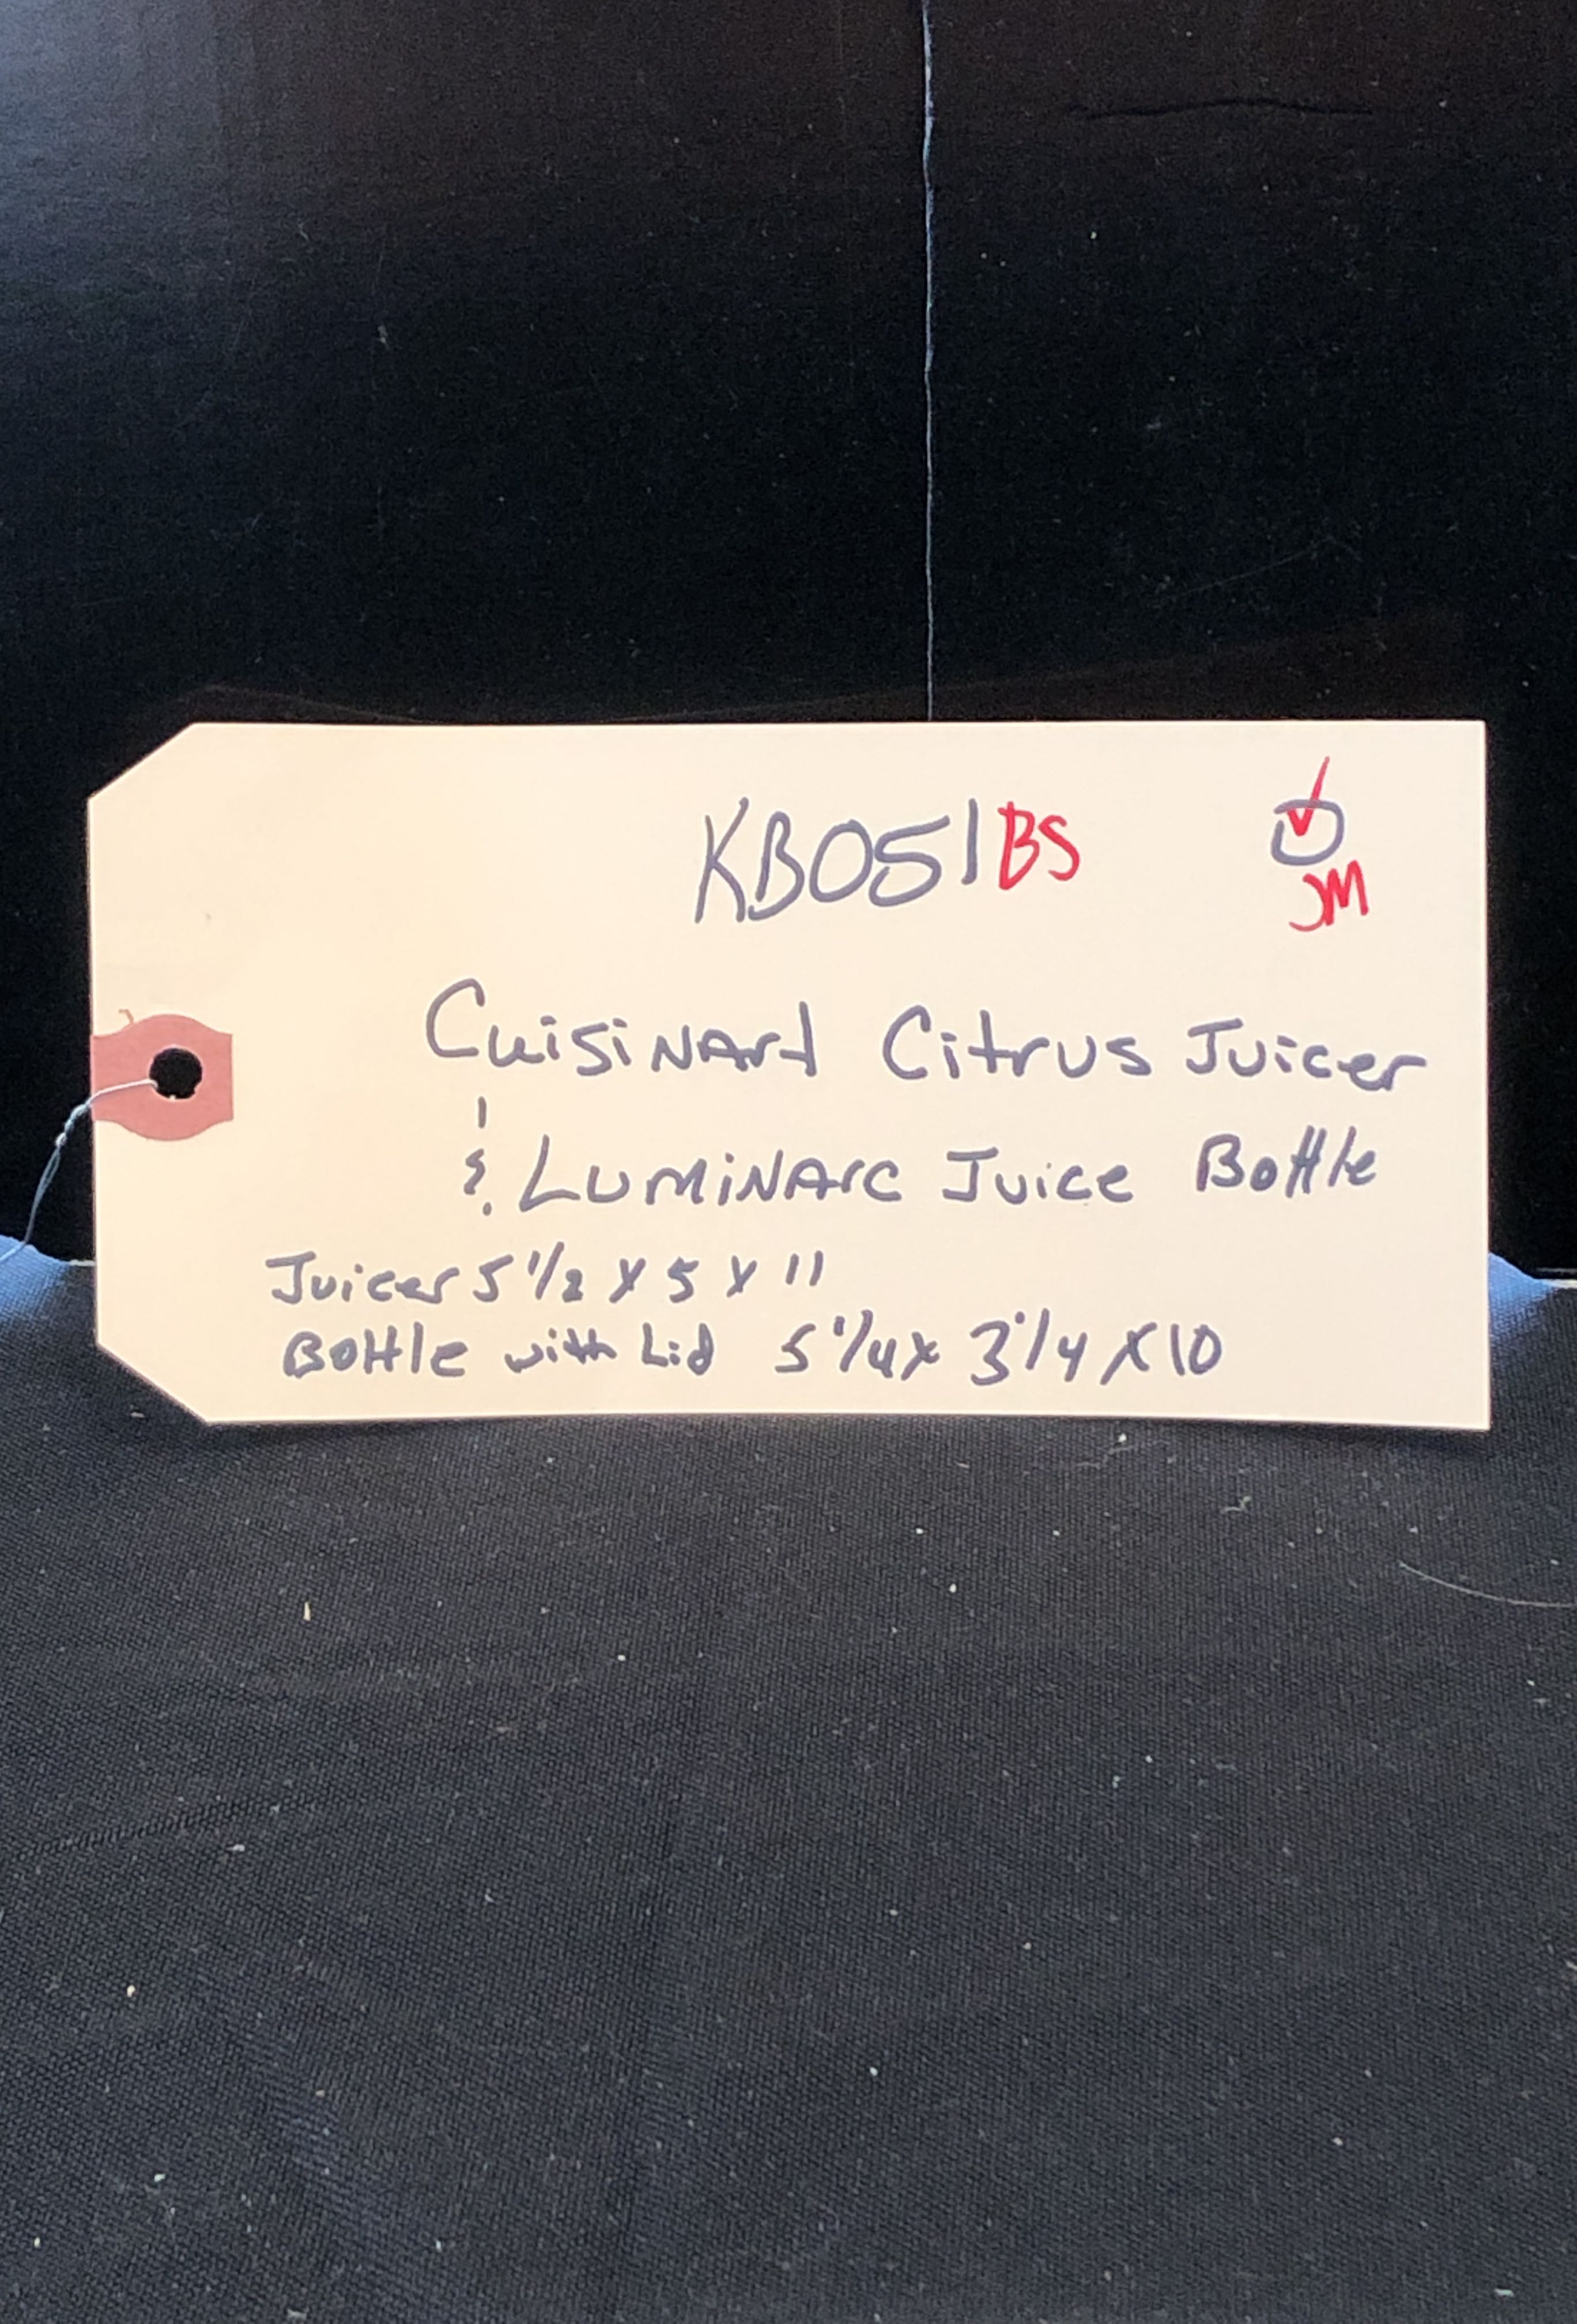 KB051BS
JM
Cuisinart Citrus Juicer
& Luminarc Juice Bottle
Juicer 5 1/2 X 5 X 11
Bottle with Lid 5 1/4 x 3 1/4 X 10